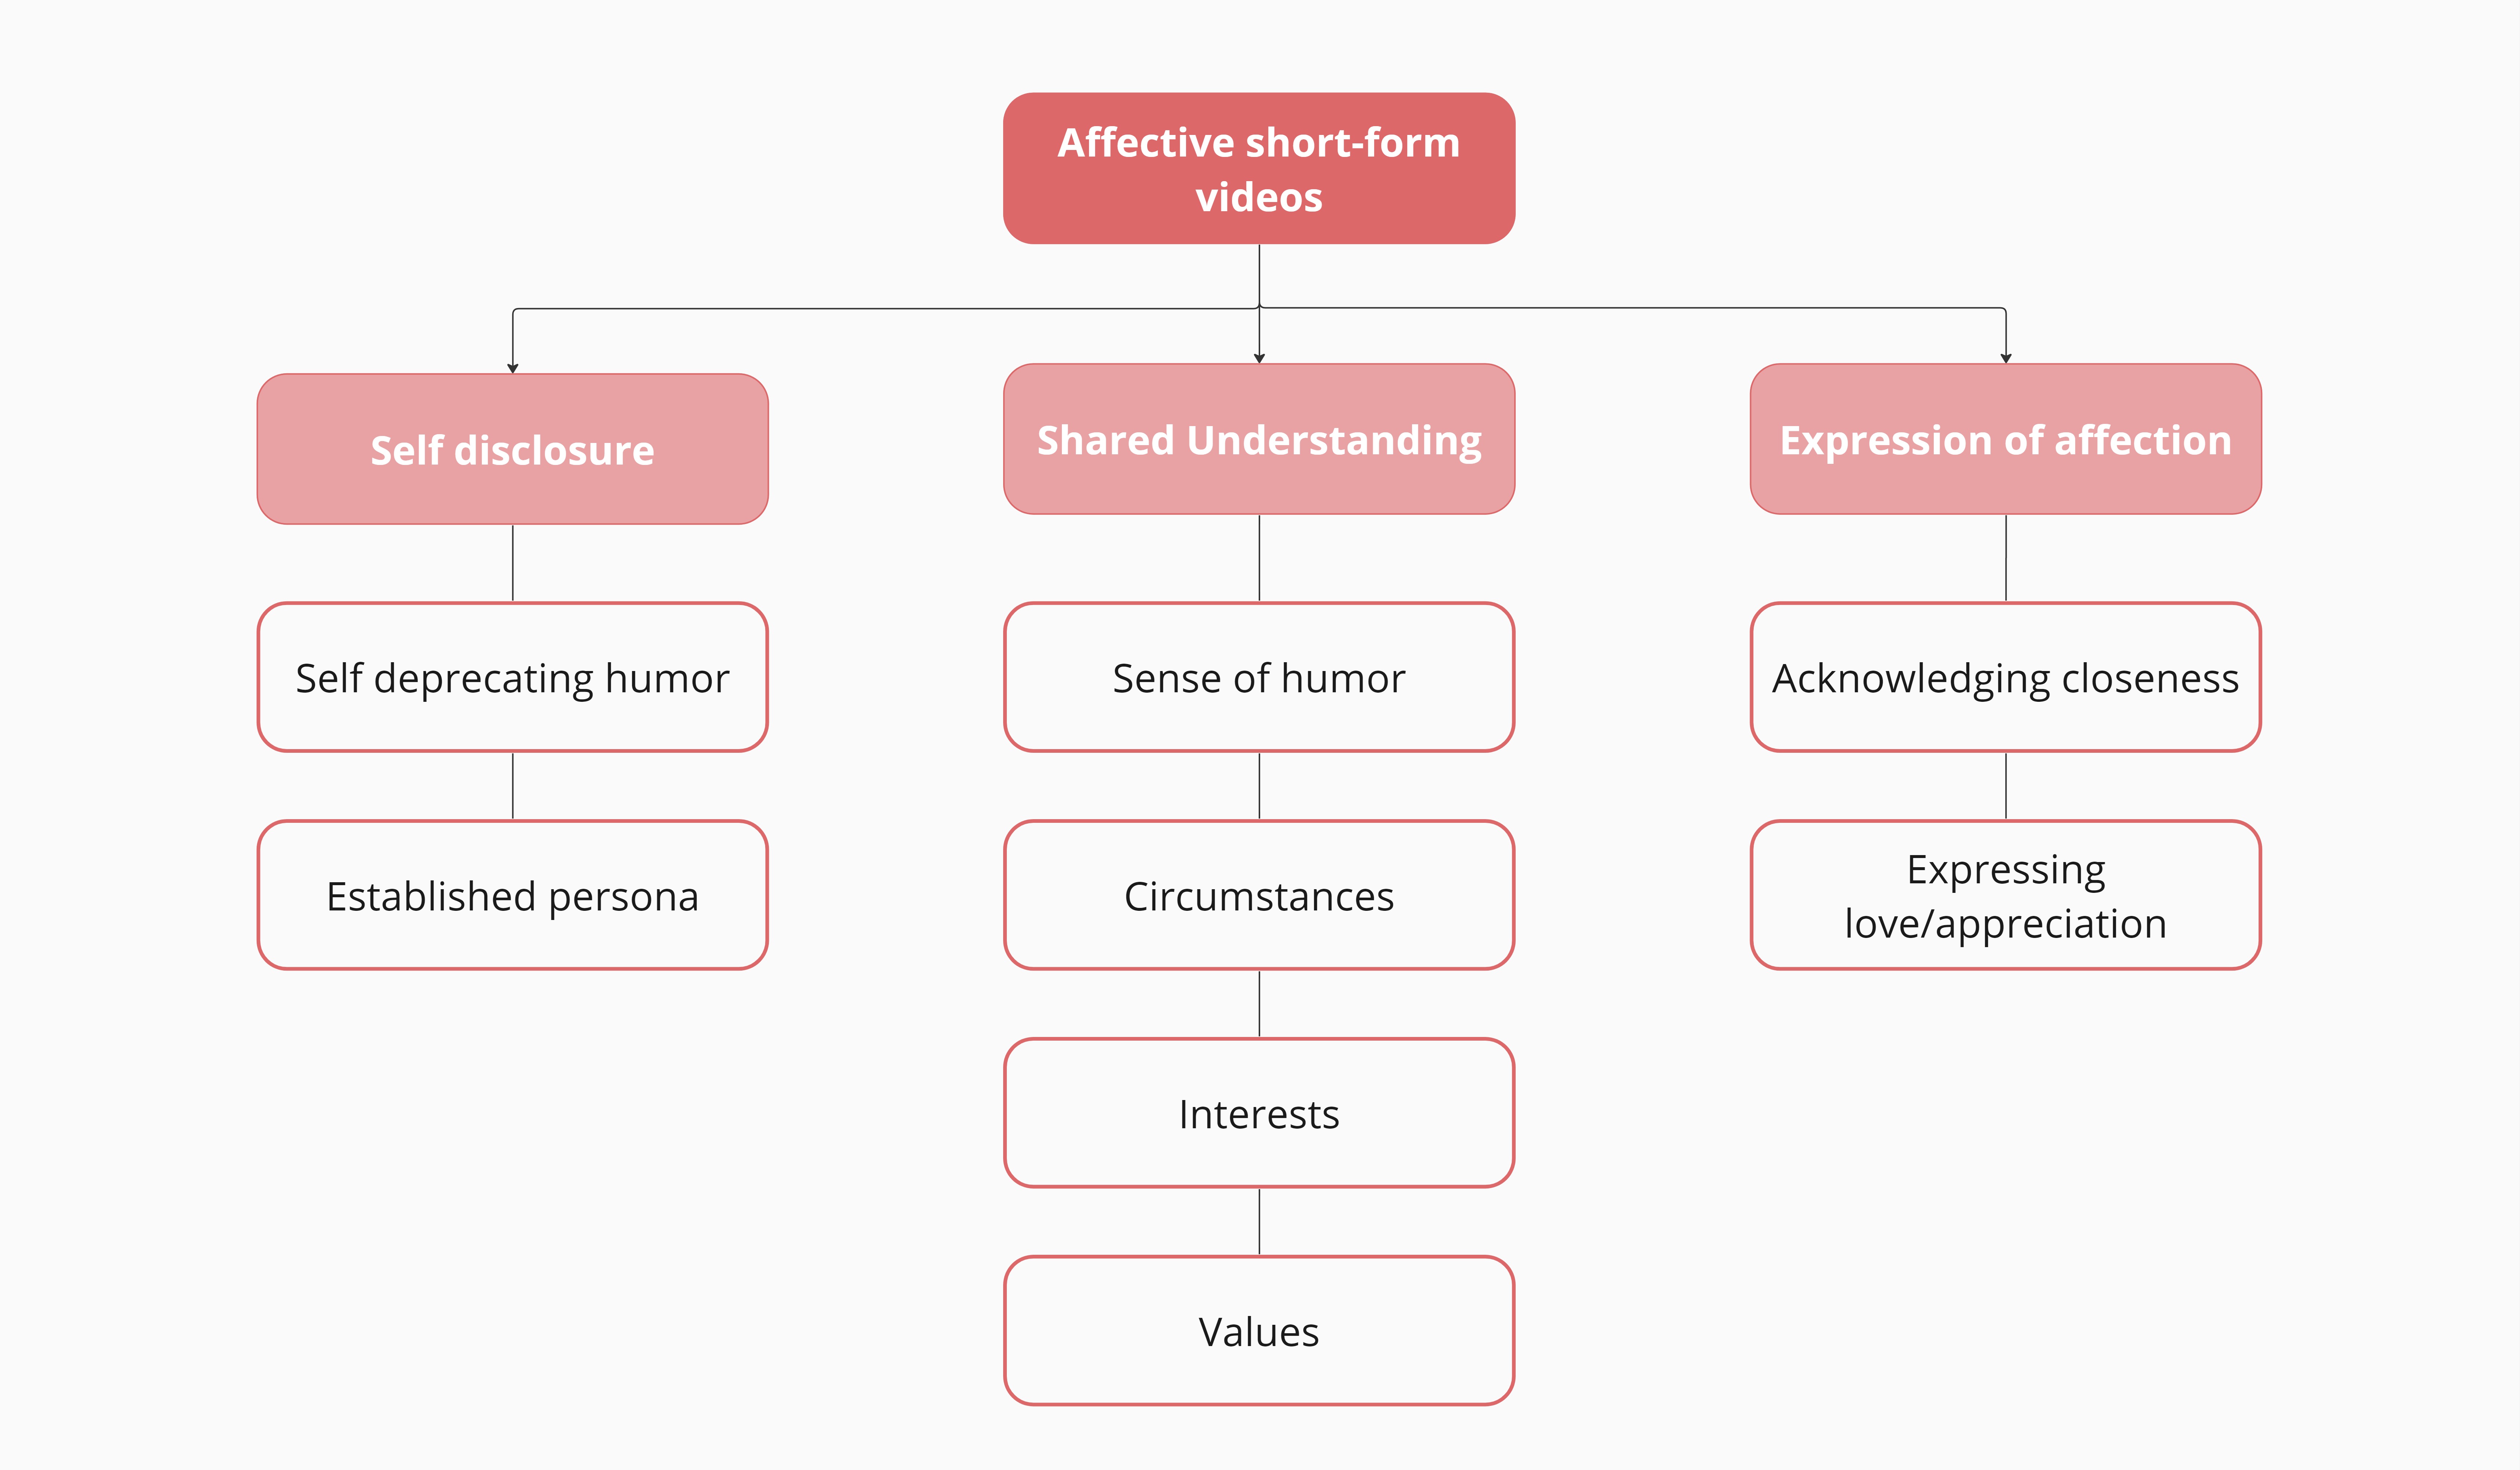 Affective short-form
videos
Self disclosure
Shared Understanding
Expression of affection
Self deprecating humor
Sense of humor
Acknowledging closeness
Established persona
Circumstances
Expressing
love/appreciation
Interests
Values